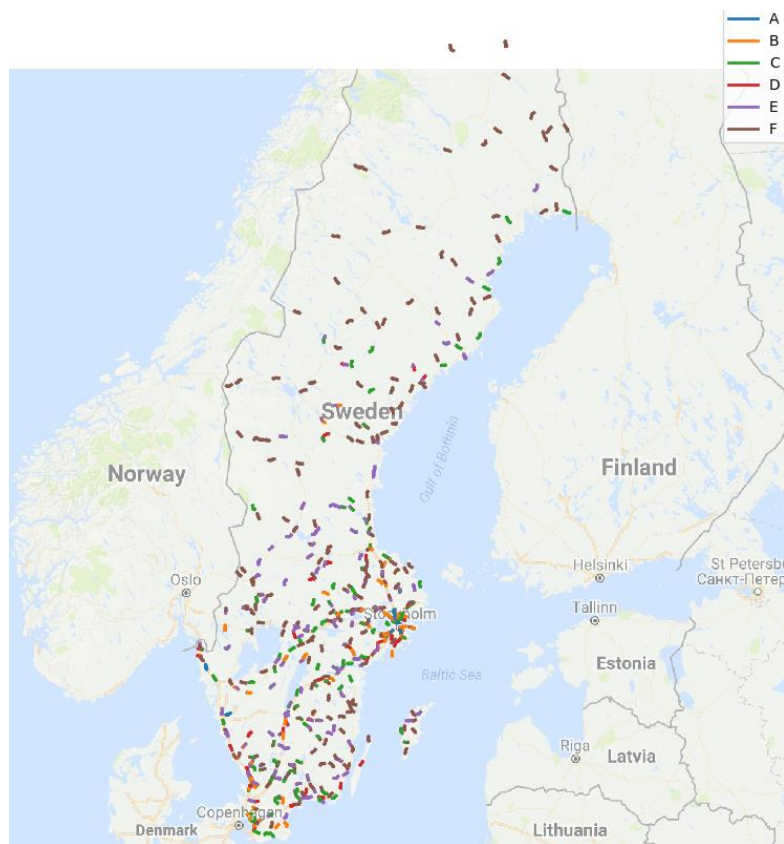 A
B
C
D
E
F
Sweden
Norway
Gulf of Bothnia
Finland
Oslo
Helsinki
St Petersb
Санкт-Петер
Tallinn
Stockholm
Estonia
Baltic Sea
Riga
Latvia
Copenhagen
Denmark
Lithuania